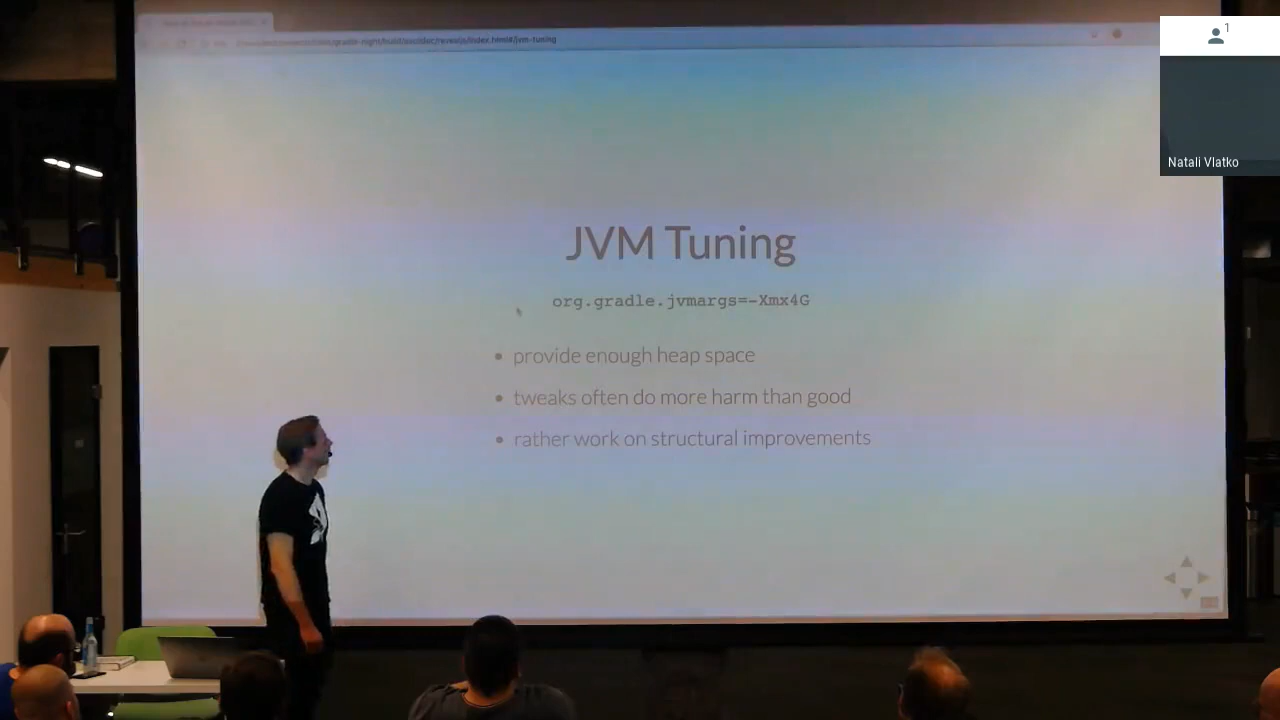 1
Natali Vlatko
JVM Tuning
org.gradle.jvmargs=-Xmx4G
• provide enough heap space
• tweaks often do more harm than good
• rather work on structural improvements